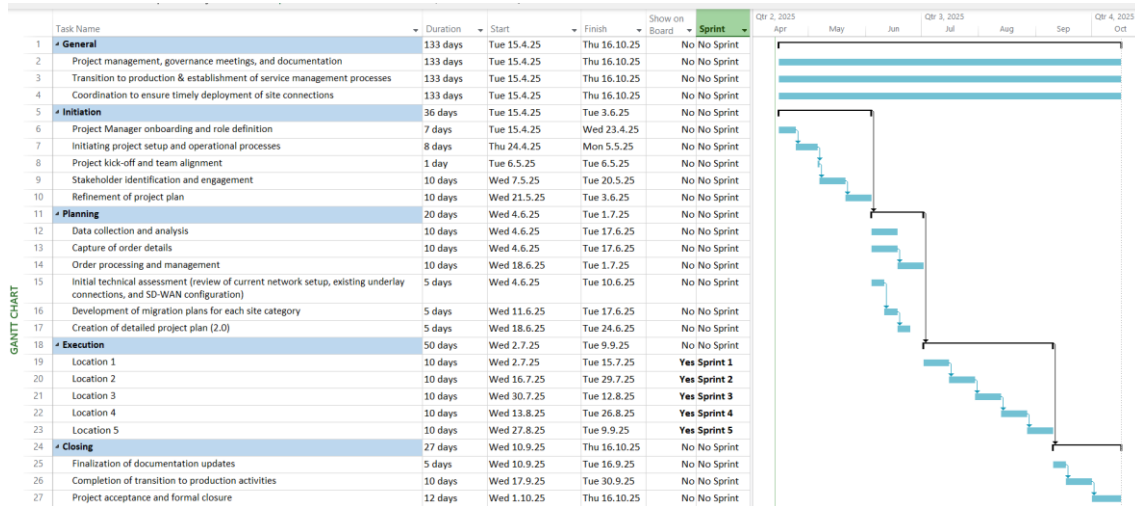 Qtr 2, 2025 Qtr 3, 2025 Qtr 4, 2025
Task Name Duration Start Finish Show on Board Sprint Apr May Jun Jul Aug Sep Oct
1 General 133 days Tue 15.4.25 Thu 16.10.25 No No Sprint
2 Project management, governance meetings, and documentation 133 days Tue 15.4.25 Thu 16.10.25 No No Sprint
3 Transition to production & establishment of service management processes 133 days Tue 15.4.25 Thu 16.10.25 No No Sprint
4 Coordination to ensure timely deployment of site connections 133 days Tue 15.4.25 Thu 16.10.25 No No Sprint
5 Initiation 36 days Tue 15.4.25 Tue 3.6.25 No No Sprint
6 Project Manager onboarding and role definition 7 days Tue 15.4.25 Wed 23.4.25 No No Sprint
7 Initiating project setup and operational processes 8 days Thu 24.4.25 Mon 5.5.25 No No Sprint
8 Project kick-off and team alignment 1 day Tue 6.5.25 Tue 6.5.25 No No Sprint
9 Stakeholder identification and engagement 10 days Wed 7.5.25 Tue 20.5.25 No No Sprint
10 Refinement of project plan 10 days Wed 21.5.25 Tue 3.6.25 No No Sprint
11 Planning 20 days Wed 4.6.25 Tue 1.7.25 No No Sprint
12 Data collection and analysis 10 days Wed 4.6.25 Tue 17.6.25 No No Sprint
13 Capture of order details 10 days Wed 4.6.25 Tue 17.6.25 No No Sprint
14 Order processing and management 10 days Wed 18.6.25 Tue 1.7.25 No No Sprint
15 Initial technical assessment (review of current network setup, existing underlay 5 days Wed 4.6.25 Tue 10.6.25 No No Sprint
connections, and SD-WAN configuration)
16 Development of migration plans for each site category 5 days Wed 11.6.25 Tue 17.6.25 No No Sprint
17 Creation of detailed project plan (2.0) 5 days Wed 18.6.25 Tue 24.6.25 No No Sprint
18 Execution 50 days Wed 2.7.25 Tue 9.9.25 No No Sprint
19 Location 1 10 days Wed 2.7.25 Tue 15.7.25 Yes Sprint 1
20 Location 2 10 days Wed 16.7.25 Tue 29.7.25 Yes Sprint 2
21 Location 3 10 days Wed 30.7.25 Tue 12.8.25 Yes Sprint 3
22 Location 4 10 days Wed 13.8.25 Tue 26.8.25 Yes Sprint 4
23 Location 5 10 days Wed 27.8.25 Tue 9.9.25 Yes Sprint 5
24 Closing 27 days Wed 10.9.25 Thu 16.10.25 No No Sprint
25 Finalization of documentation updates 5 days Wed 10.9.25 Tue 16.9.25 No No Sprint
26 Completion of transition to production activities 10 days Wed 17.9.25 Tue 30.9.25 No No Sprint
27 Project acceptance and formal closure 12 days Wed 1.10.25 Thu 16.10.25 No No Sprint
GANTT CHART